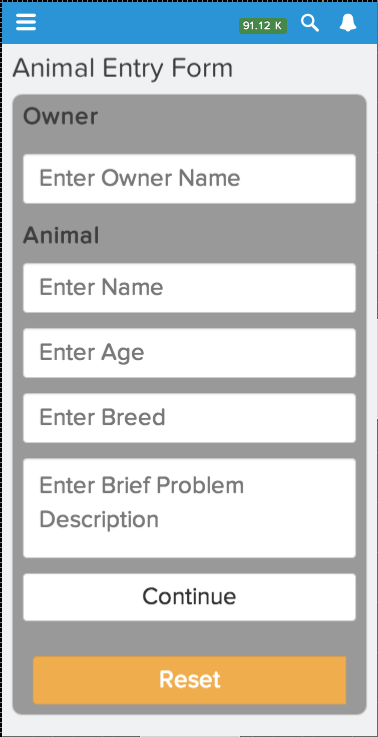 91.12 K
Animal Entry Form
Owner
Enter Owner Name
Animal
Enter Name
Enter Age
Enter Breed
Enter Brief Problem
Description
Continue
Reset